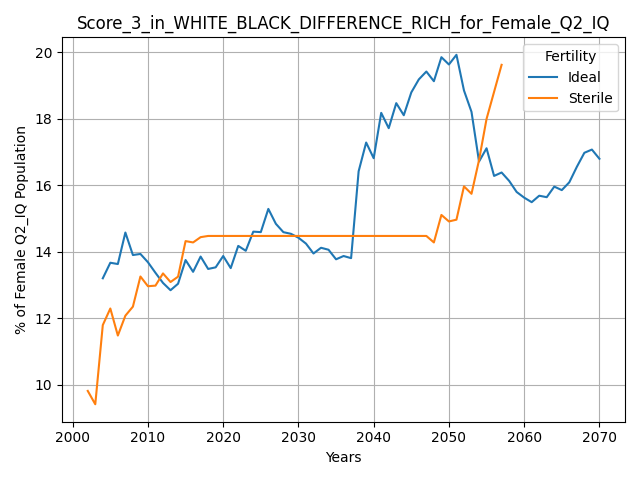 Score_3_in_WHITE_BLACK_DIFFERENCE_RICH_for_Female_Q2_IQ
Fertility
Ideal
Sterile
% of Female Q2_IQ Population
20
18
16
14
12
10
2000 2010 2020 2030 2040 2050 2060 2070
Years